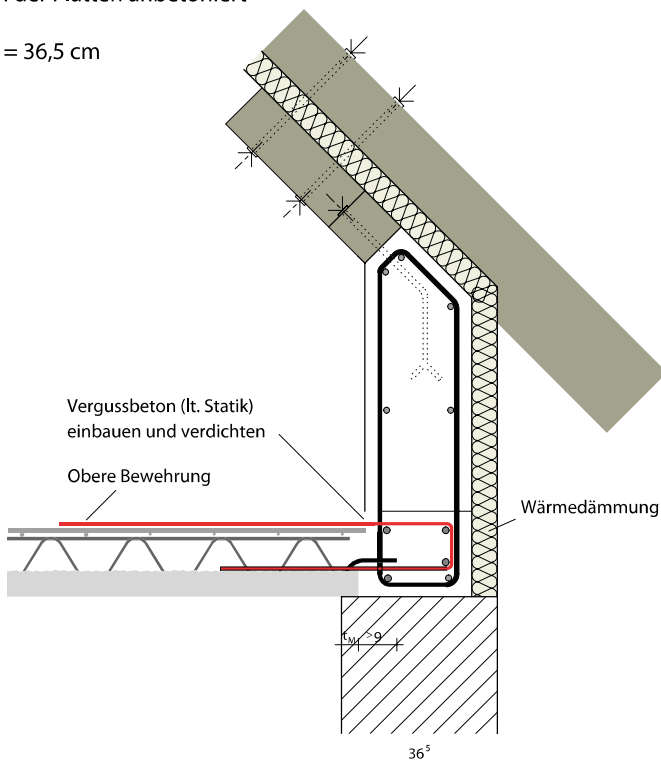 = 36,5 cm
Vergussbeton (lt. Statik)
einbauen und verdichten
Obere Bewehrung
Wärmedämmung
t_M >9
36⁵